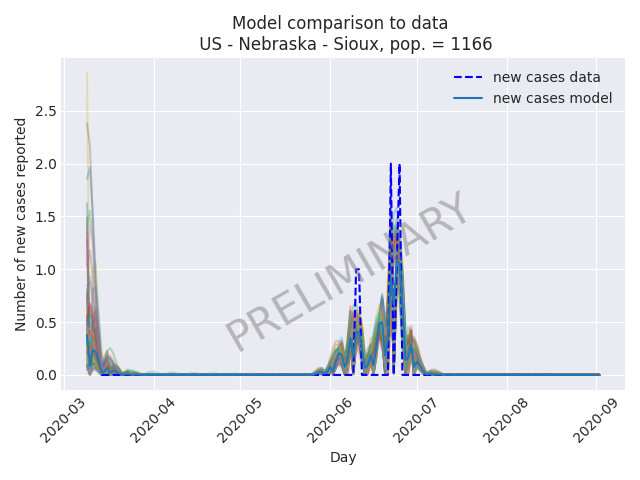 Model comparison to data
US - Nebraska - Sioux, pop. = 1166
new cases data
new cases model
Number of new cases reported
2.5
2.0
1.5
1.0
0.5
0.0
PRELIMINARY
2020-03
2020-04
2020-05
2020-06
2020-07
2020-08
2020-09
Day